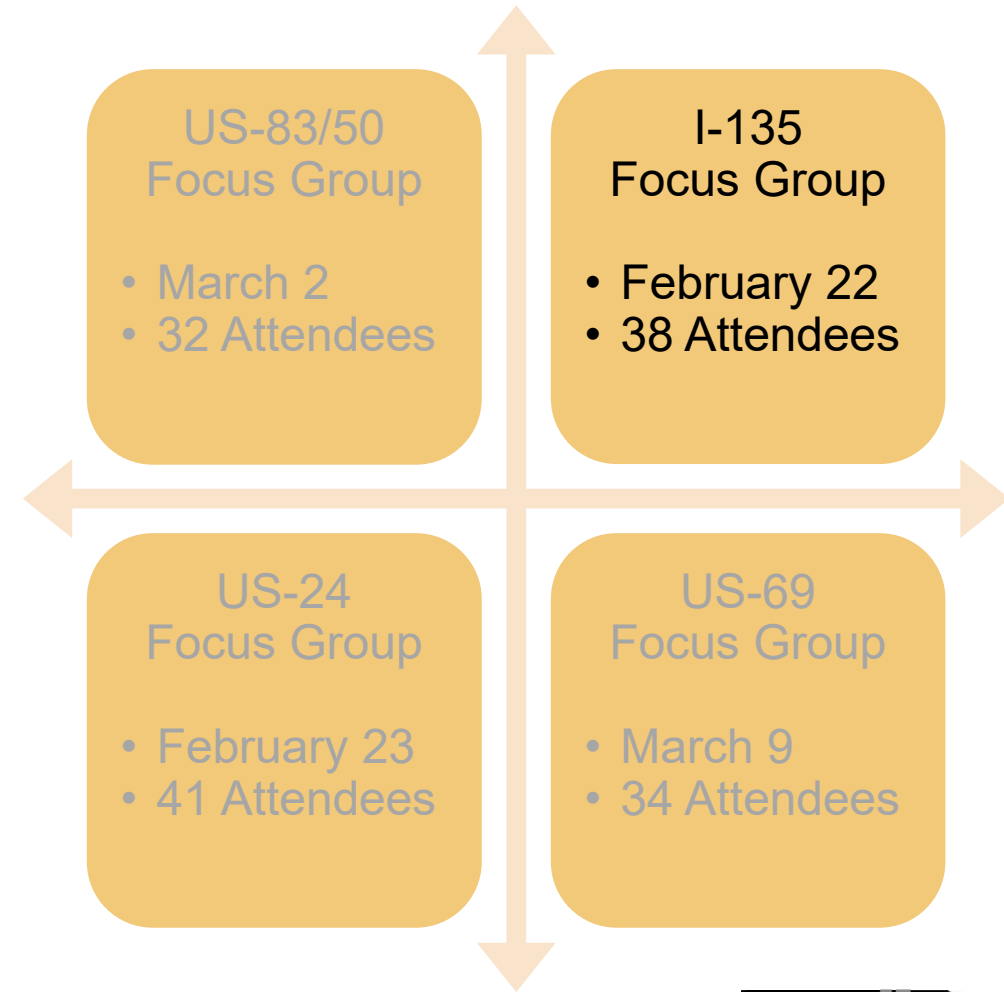 US-83/50
Focus Group
• March 2
• 32 Attendees
I-135
Focus Group
• February 22
• 38 Attendees
US-24
Focus Group
• February 23
• 41 Attendees
US-69
Focus Group
• March 9
• 34 Attendees